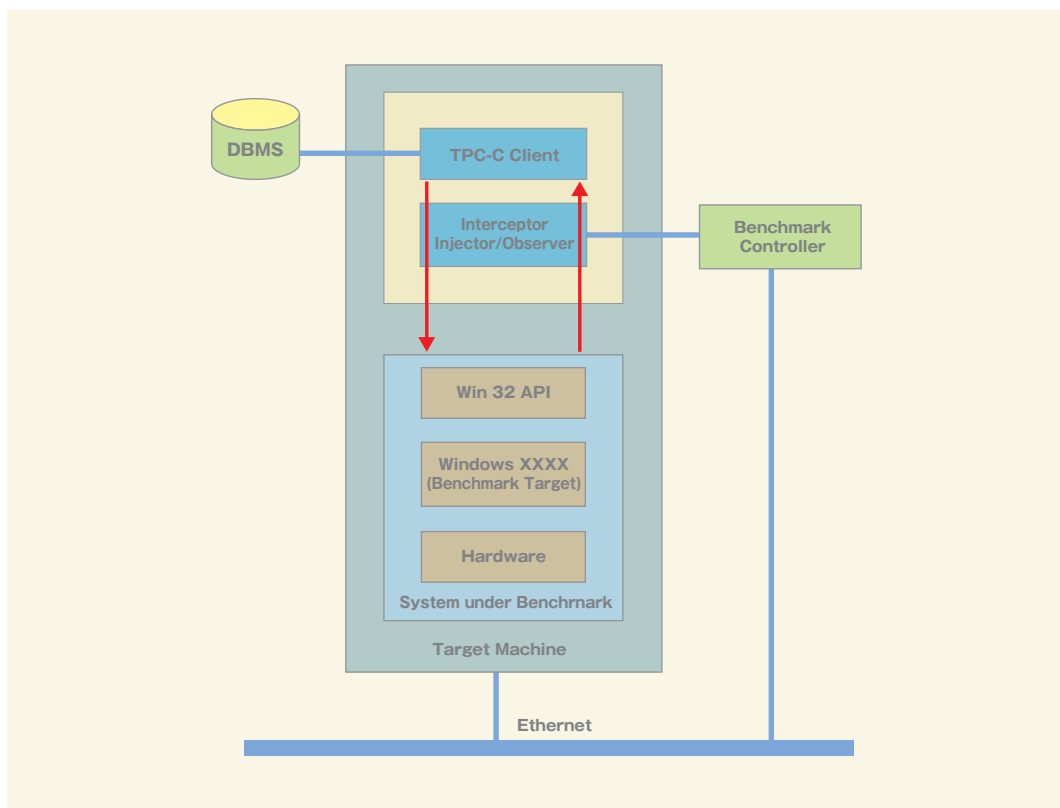 DBMS
TPC-C Client
Interceptor
Injector/Observer
Benchmark
Controller
Win 32 API
Windows XXXX
(Benchmark Target)
Hardware
System under Benchrnark
Target Machine
Ethernet